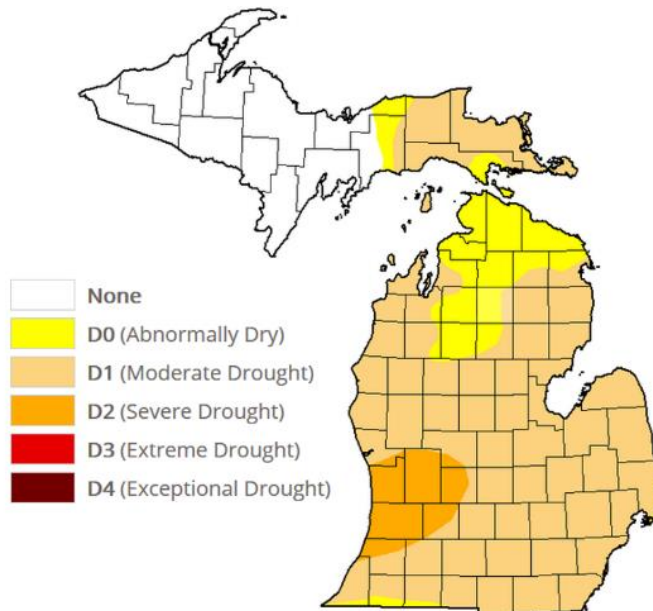 None
D0 (Abnormally Dry)
D1 (Moderate Drought)
D2 (Severe Drought)
D3 (Extreme Drought)
D4 (Exceptional Drought)